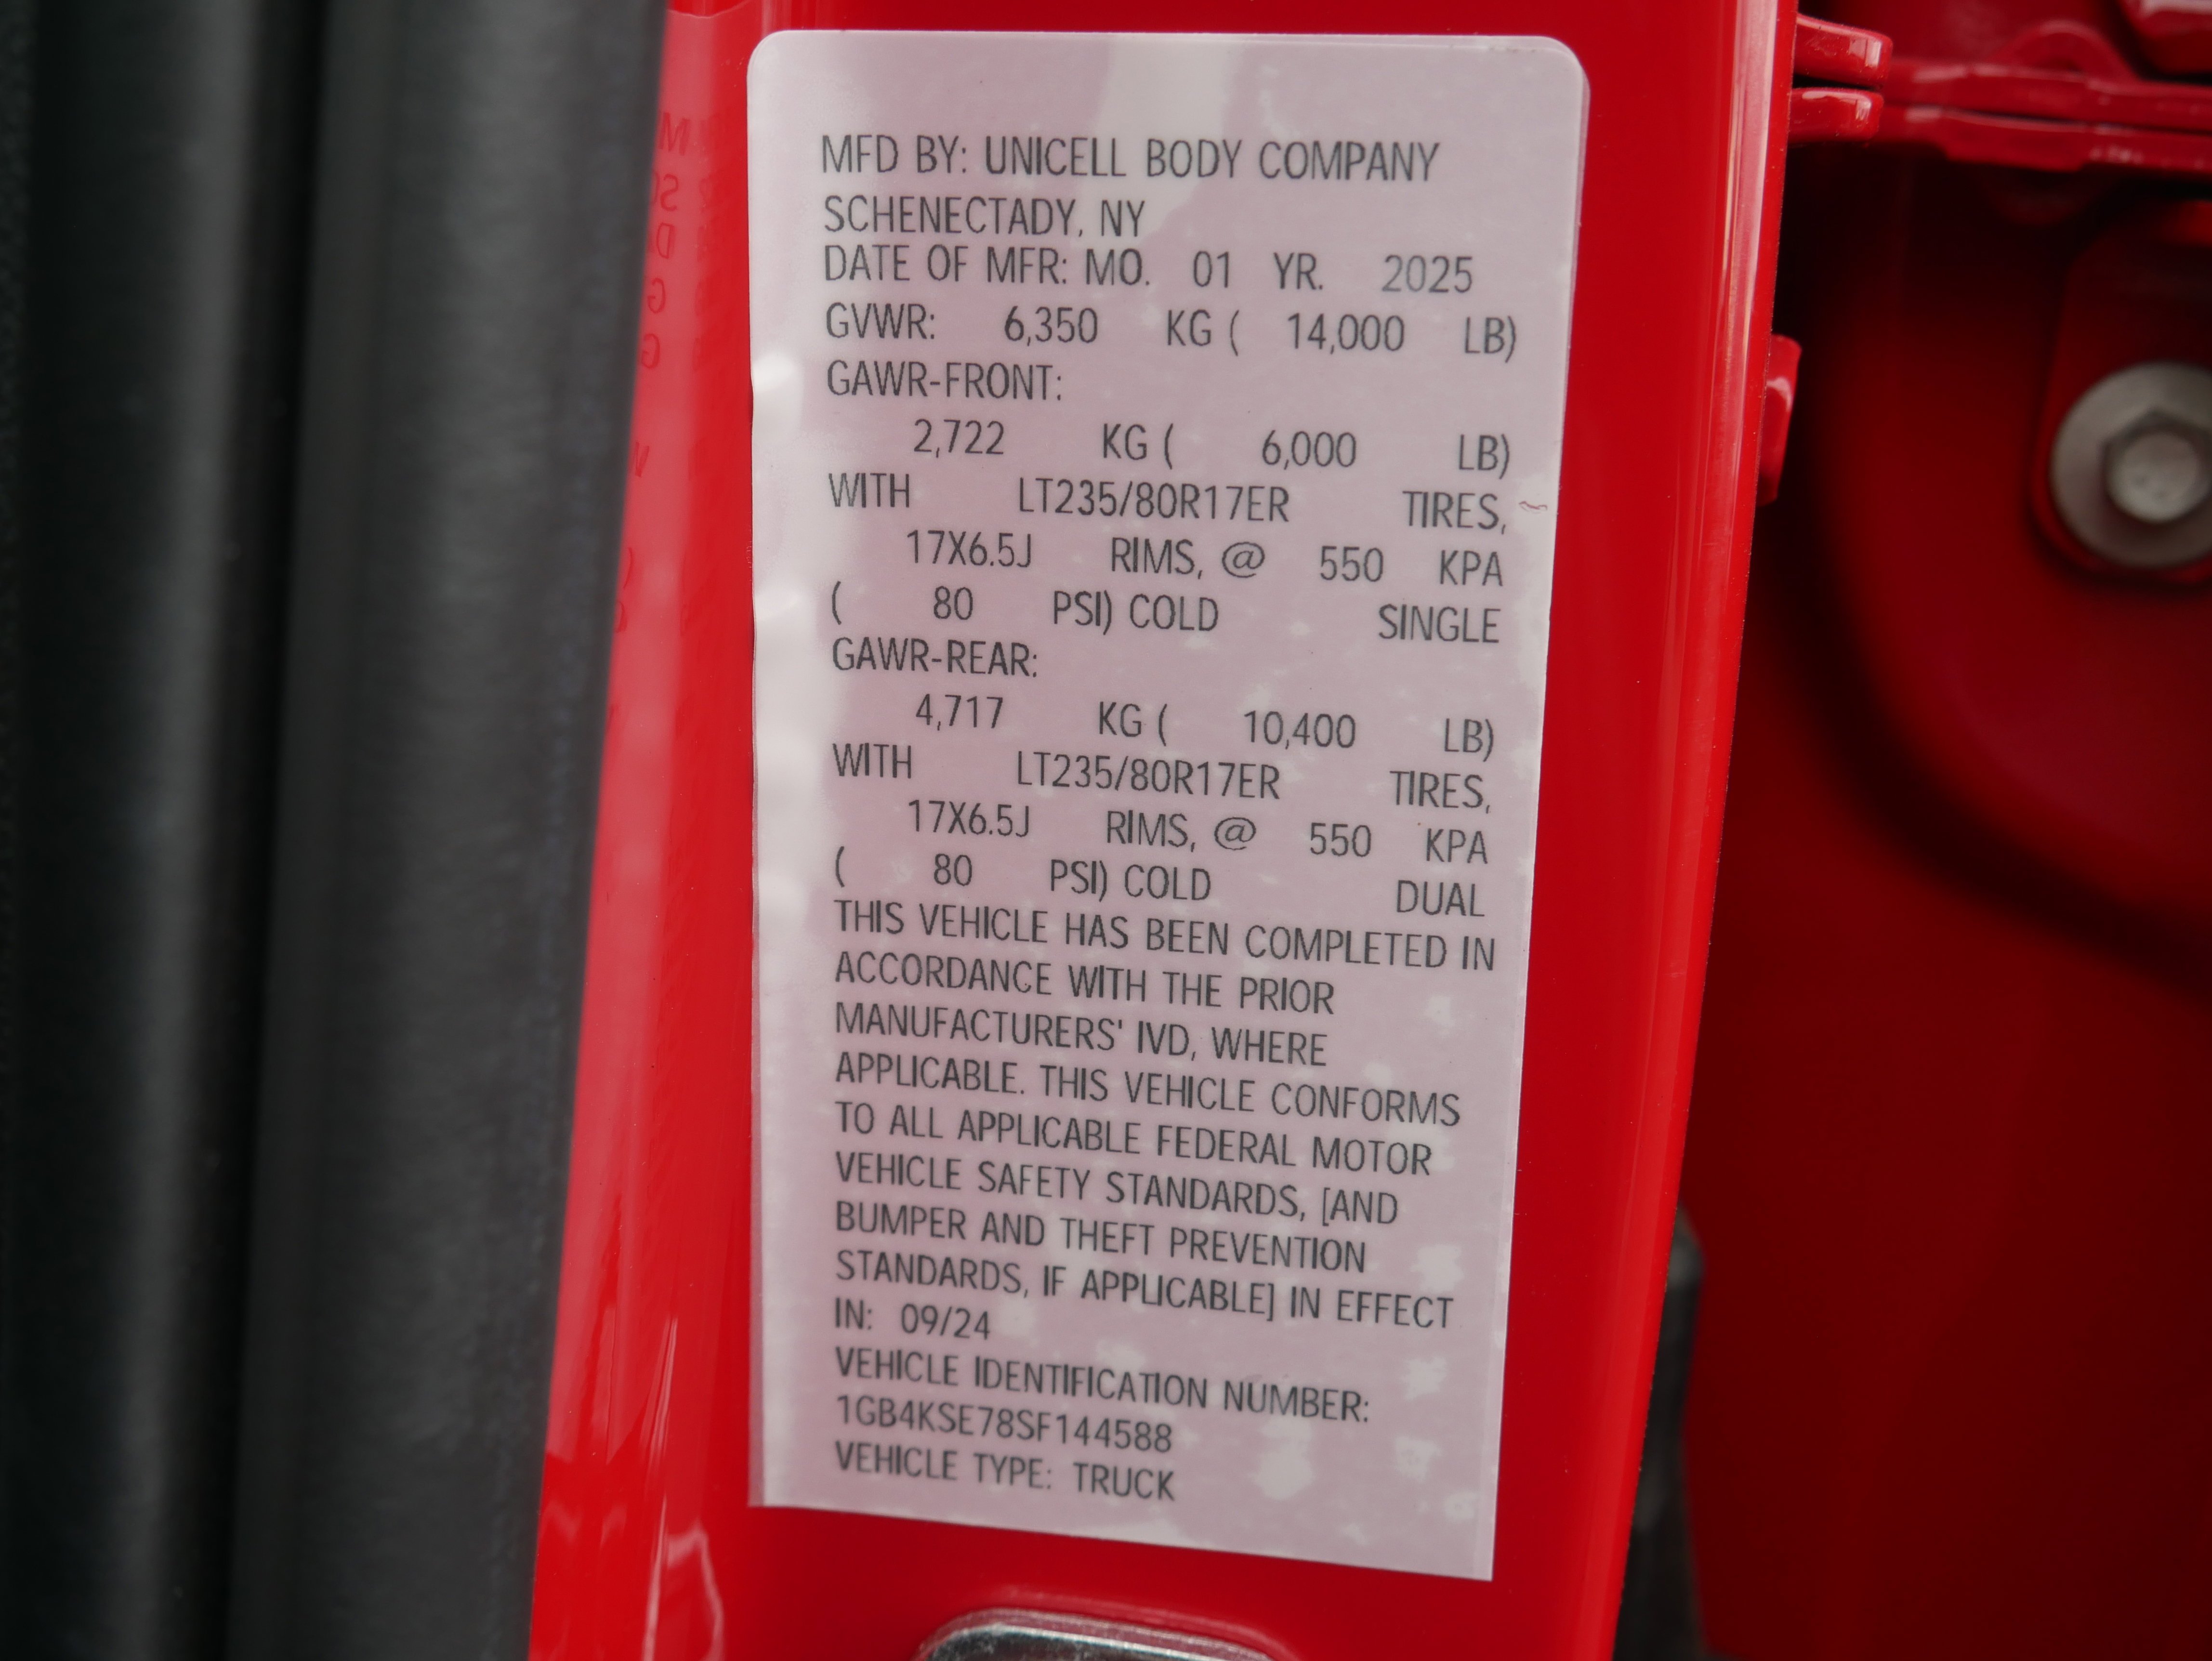 MFD BY: UNICELL BODY COMPANY
SCHENECTADY, NY
DATE OF MFR: MO. 01 YR. 2025
GVWR: 6,350 KG ( 14,000 LB)
GAWR-FRONT:
2,722 KG ( 6,000 LB)
WITH LT235/80R17ER TIRES,
17X6.5J RIMS, @ 550 KPA
( 80 PSI) COLD SINGLE
GAWR-REAR:
4,717 KG ( 10,400 LB)
WITH LT235/80R17ER TIRES,
17X6.5J RIMS, @ 550 KPA
( 80 PSI) COLD DUAL
THIS VEHICLE HAS BEEN COMPLETED IN
ACCORDANCE WITH THE PRIOR
MANUFACTURERS' IVD, WHERE
APPLICABLE. THIS VEHICLE CONFORMS
TO ALL APPLICABLE FEDERAL MOTOR
VEHICLE SAFETY STANDARDS, [AND
BUMPER AND THEFT PREVENTION
STANDARDS, IF APPLICABLE] IN EFFECT
IN: 09/24
VEHICLE IDENTIFICATION NUMBER:
1GB4KSE78SF144588
VEHICLE TYPE: TRUCK